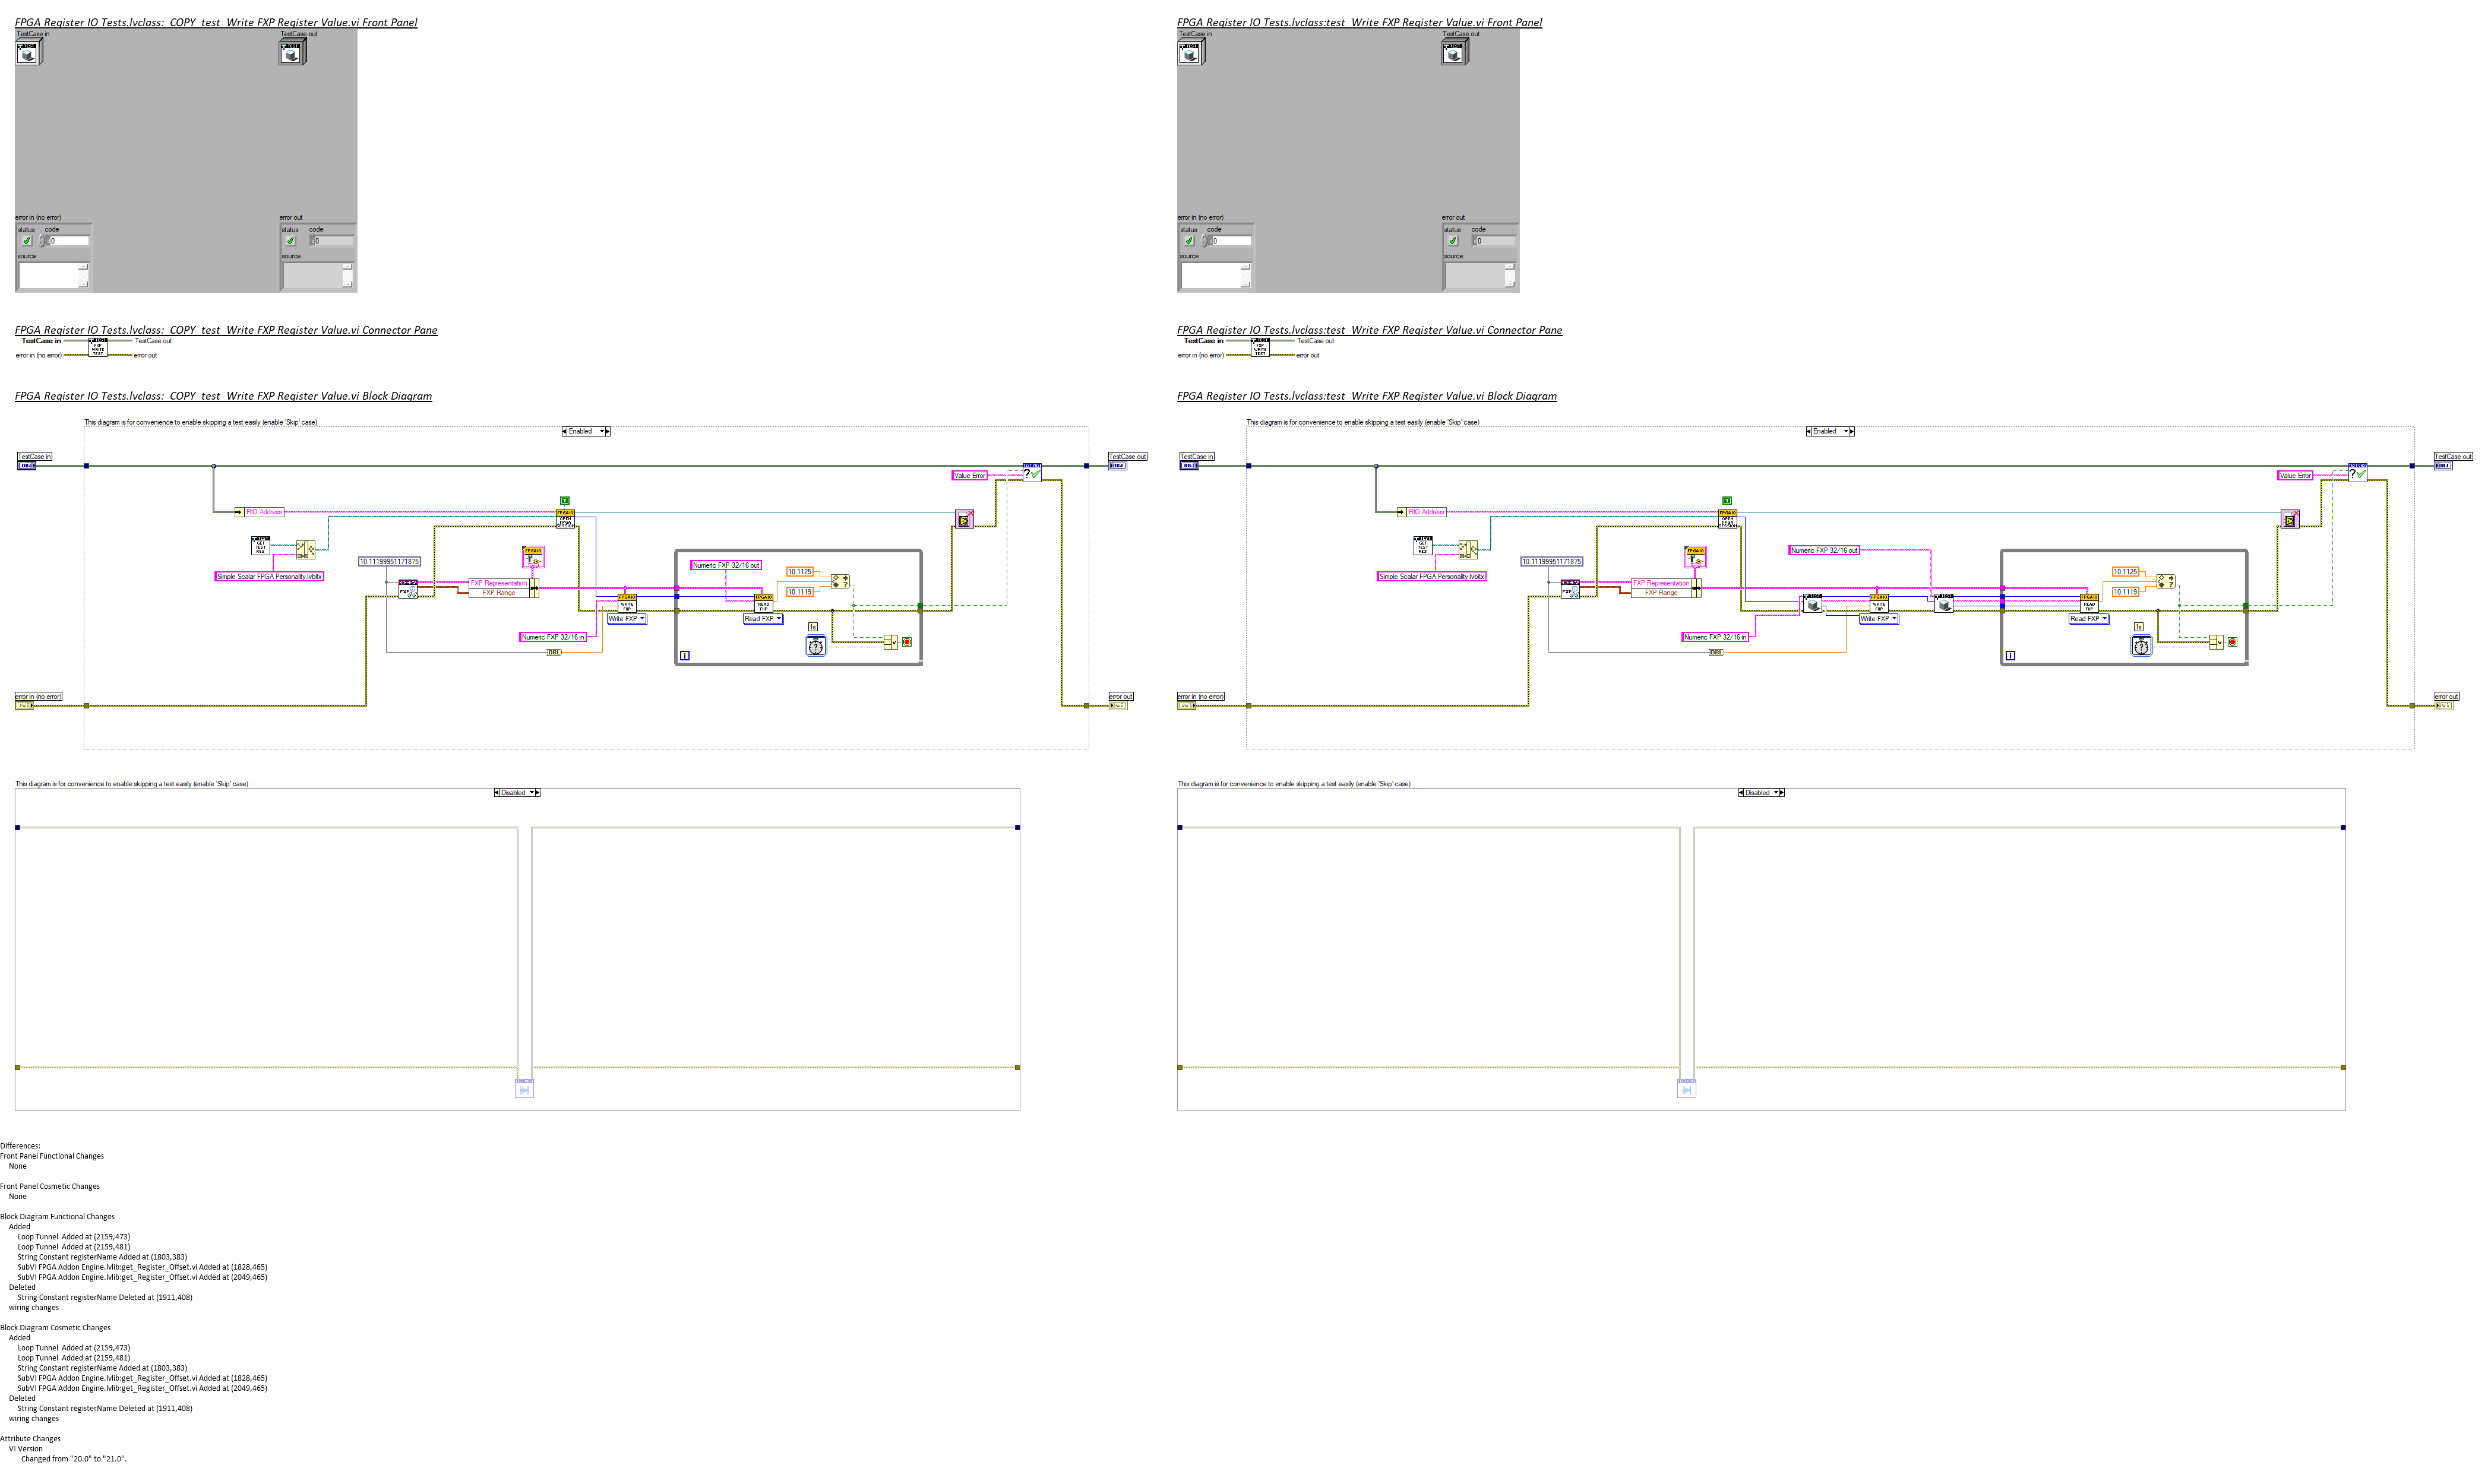 FPGA Register IO Tests.lvclass:_COPY_test_Write FXP Register Value.vi Front Panel
TestCase in
TestCase out
error in (no error)
status
code
0
source
error out
status
code
0
source
FPGA Register IO Tests.lvclass:_COPY_test_Write FXP Register Value.vi Connector Pane
TestCase in
TestCase out
error in (no error)
error out
FPGA Register IO Tests.lvclass:_COPY_test_Write FXP Register Value.vi Block Diagram
This diagram is for convenience to enable skipping a test easily (enable 'Skip' case)
Enabled
TestCase in
TestCase out
Value Error
RIO Address
Simple Scalar FPGA Personality.lvbitx
10.11199951171875
FXP Representation
FXP Range
Numeric FXP 32/16 out
10.1125
10.1119
Write FXP
Read FXP
Numeric FXP 32/16 in
1s
DBL
i
error in (no error)
error out
This diagram is for convenience to enable skipping a test easily (enable 'Skip' case)
Disabled
FPGA Register IO Tests.lvclass:test_Write FXP Register Value.vi Front Panel
TestCase in
TestCase out
error in (no error)
status
code
0
source
error out
status
code
0
source
FPGA Register IO Tests.lvclass:test_Write FXP Register Value.vi Connector Pane
TestCase in
TestCase out
error in (no error)
error out
FPGA Register IO Tests.lvclass:test_Write FXP Register Value.vi Block Diagram
This diagram is for convenience to enable skipping a test easily (enable 'Skip' case)
Enabled
TestCase in
TestCase out
Value Error
RIO Address
Simple Scalar FPGA Personality.lvbitx
10.11199951171875
FXP Representation
FXP Range
Numeric FXP 32/16 out
10.1125
10.1119
Write FXP
Read FXP
Numeric FXP 32/16 in
1s
DBL
i
error in (no error)
error out
This diagram is for convenience to enable skipping a test easily (enable 'Skip' case)
Disabled
Differences:
Front Panel Functional Changes
None
Front Panel Cosmetic Changes
None
Block Diagram Functional Changes
Added
Loop Tunnel  Added at (2159,473)
Loop Tunnel  Added at (2159,481)
String Constant registerName Added at (1803,383)
SubVI FPGA Addon Engine.lvlib:get_Register_Offset.vi Added at (1828,465)
SubVI FPGA Addon Engine.lvlib:get_Register_Offset.vi Added at (2049,465)
Deleted
String Constant registerName Deleted at (1911,408)
wiring changes
Block Diagram Cosmetic Changes
Added
Loop Tunnel  Added at (2159,473)
Loop Tunnel  Added at (2159,481)
String Constant registerName Added at (1803,383)
SubVI FPGA Addon Engine.lvlib:get_Register_Offset.vi Added at (1828,465)
SubVI FPGA Addon Engine.lvlib:get_Register_Offset.vi Added at (2049,465)
Deleted
String Constant registerName Deleted at (1911,408)
wiring changes
Attribute Changes
VI Version
Changed from "20.0" to "21.0".